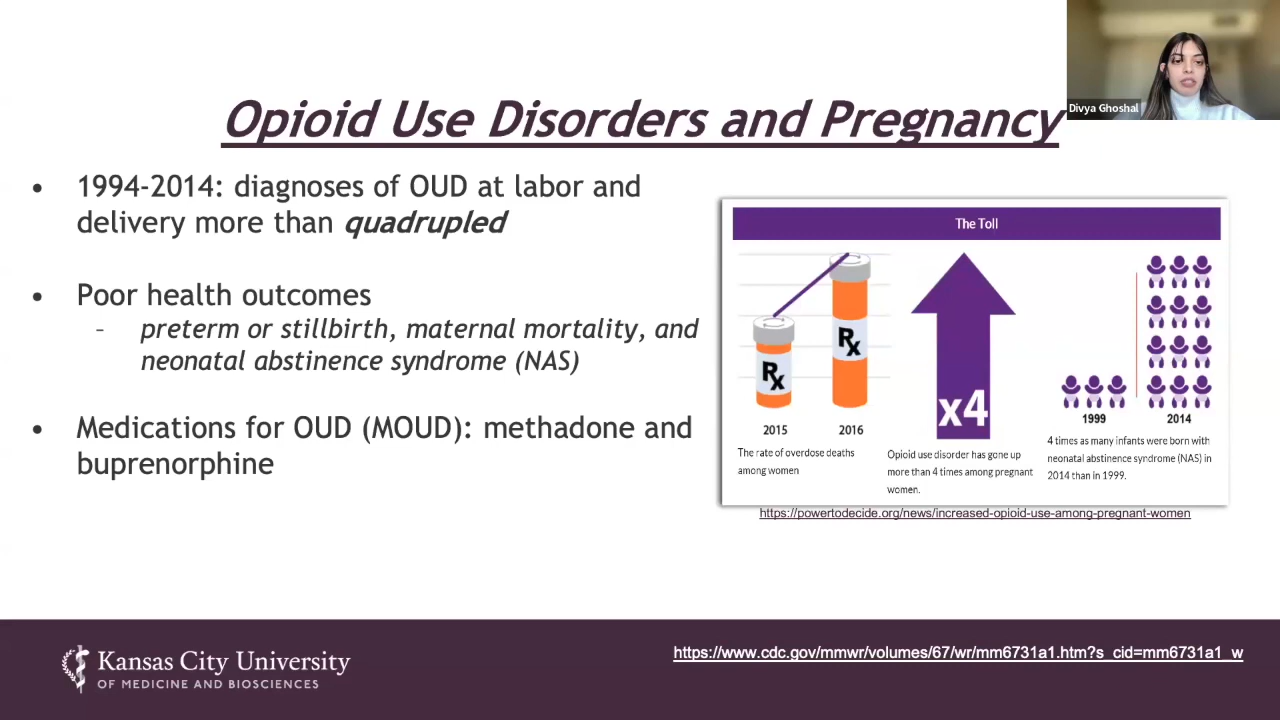 Divya Ghoshal
Opioid Use Disorders and Pregnancy
• 1994-2014: diagnoses of OUD at labor and
delivery more than quadrupled
• Poor health outcomes
– preterm or stillbirth, maternal mortality, and
neonatal abstinence syndrome (NAS)
• Medications for OUD (MOUD): methadone and
buprenorphine
The Toll
Rx
Rx
2015
2016
The rate of overdose deaths
among women
x4
Opioid use disorder has gone up
more than 4 times among pregnant
women.
1999
2014
4 times as many infants were born with
neonatal abstinence syndrome (NAS) in
2014 than in 1999.
https://powertodecide.org/news/increased-opioid-use-among-pregnant-women
Kansas City University
OF MEDICINE AND BIOSCIENCES
https://www.cdc.gov/mmwr/volumes/67/wr/mm6731a1.htm?s_cid=mm6731a1_w